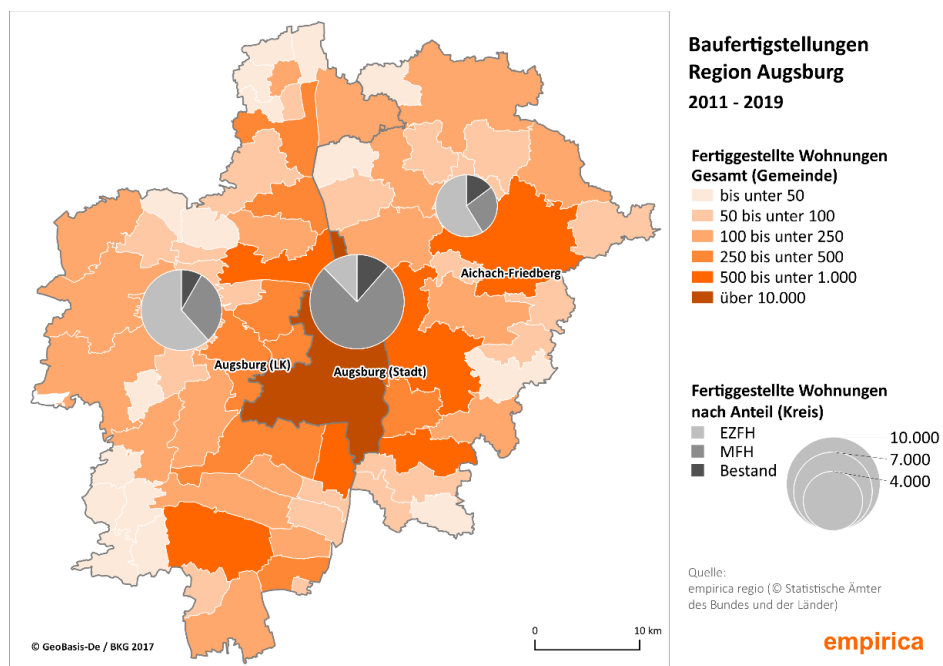 Baufertigstellungen
Region Augsburg
2011 - 2019
Fertiggestellte Wohnungen
Gesamt (Gemeinde)
bis unter 50
50 bis unter 100
100 bis unter 250
250 bis unter 500
500 bis unter 1.000
über 10.000
Aichach-Friedberg
Augsburg (LK)
Augsburg (Stadt)
Fertiggestellte Wohnungen
nach Anteil (Kreis)
EZFH
MFH
Bestand
10.000
7.000
4.000
Quelle:
empirica regio (© Statistische Ämter
des Bundes und der Länder)
empirica
0
10 km
© GeoBasis-De / BKG 2017